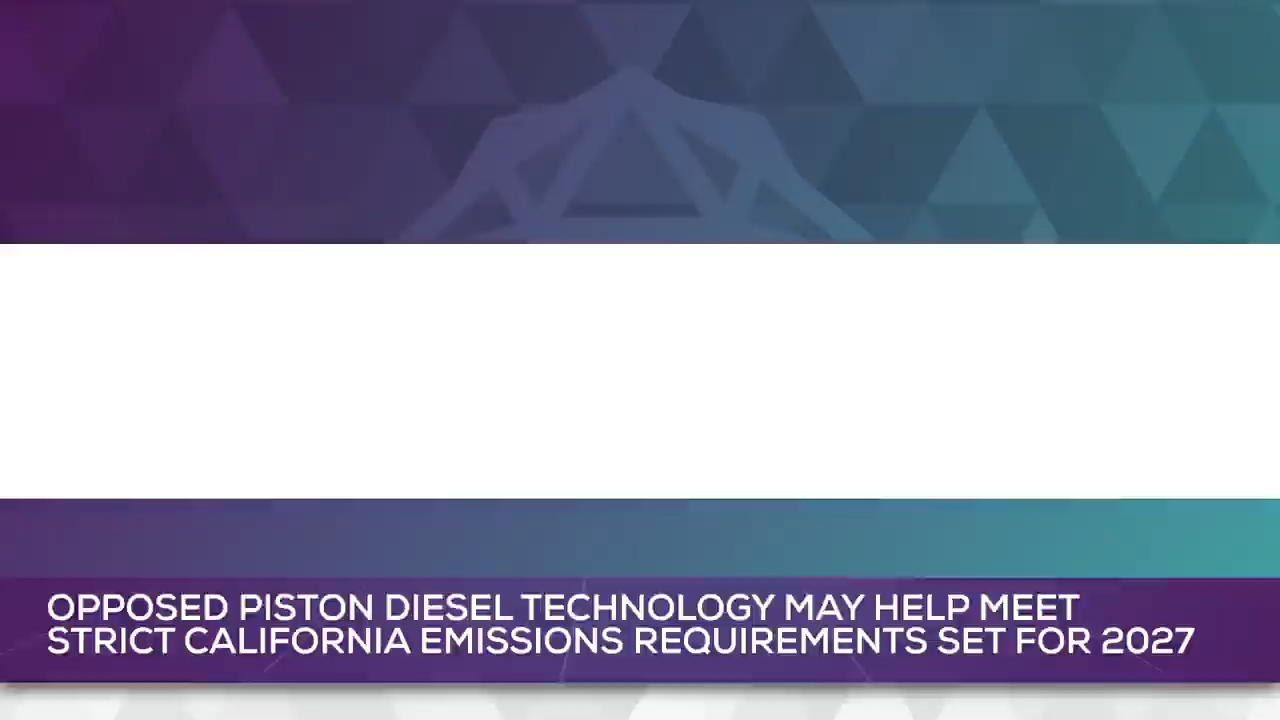 OPPOSED PISTON DIESEL TECHNOLOGY MAY HELP MEET
STRICT CALIFORNIA EMISSIONS REQUIREMENTS SET FOR 2027